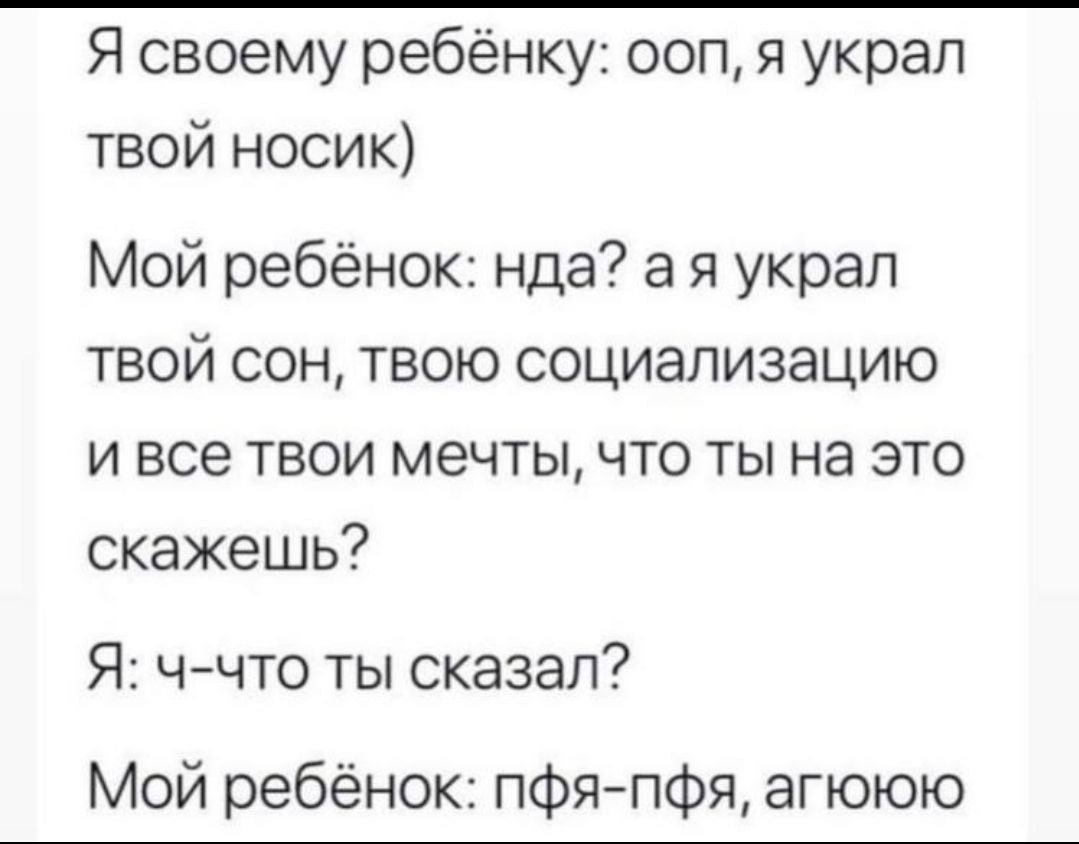 Я своему ребёнку: ооп, я украл
твой носик)
Мой ребёнок: нда? а я украл
твой сон, твою социализацию
и все твои мечты, что ты на это
скажешь?
Я: ч-что ты сказал?
Мой ребёнок: пфя-пфя, агююю